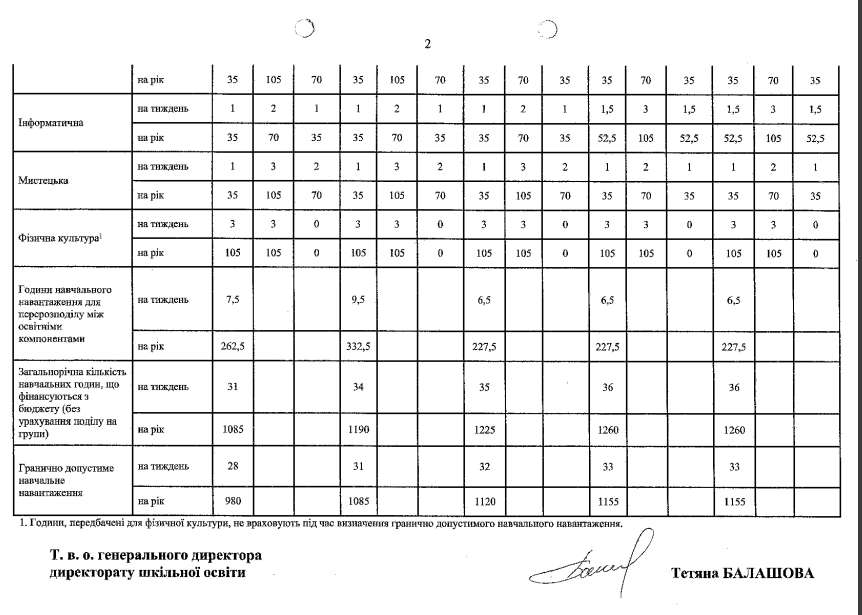 2
на рік 35 105 70 35 105 70 35 70 35 35 70 35 35 70 35
Інформатична
на тиждень 1 2 1 1 2 1 1 2 1 1,5 3 1,5 1,5 3 1,5
на рік 35 70 35 35 70 35 35 70 35 52,5 105 52,5 52,5 105 52,5
Мистецька
на тиждень 1 3 2 1 3 2 1 3 2 1 2 1 1 2 1
на рік 35 105 70 35 105 70 35 105 70 35 70 35 35 70 35
Фізична культура¹
на тиждень 3 3 0 3 3 0 3 3 0 3 3 0 3 3 0
на рік 105 105 0 105 105 0 105 105 0 105 105 0 105 105 0
Години навчального
навантаження для
перерозподілу між
освітніми
компонентами
на тиждень 7,5 9,5 6,5 6,5 6,5
на рік 262,5 332,5 227,5 227,5 227,5
Загальнорічна кількість
навчальних годин, що
фінансуються з
бюджету (без
урахування поділу на
групи)
на тиждень 31 34 35 36 36
на рік 1085 1190 1225 1260 1260
Гранично допустиме
навчальне
навантаження
на тиждень 28 31 32 33 33
на рік 980 1085 1120 1155 1155
1. Години, передбачені для фізичної культури, не враховують під час визначення гранично допустимого навчального навантаження.
Т. в. о. генерального директора
директорату шкільної освіти
Тетяна БАЛАШОВА